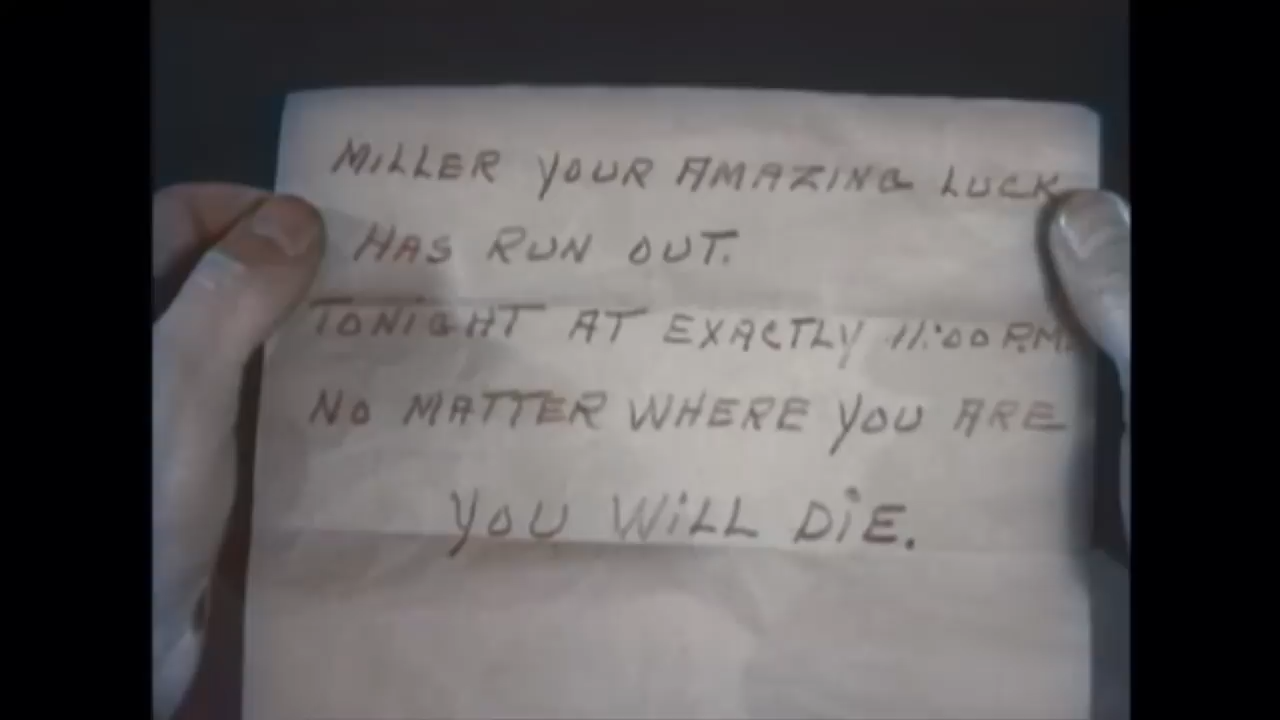 MiLLER YOUR AMAZING LUCK
HAS RUN OUT.
TONiGHT AT EXACTLY 11:00 P.M.
NO MATTER WHERE YOU ARE
YOU WiLL DiE.